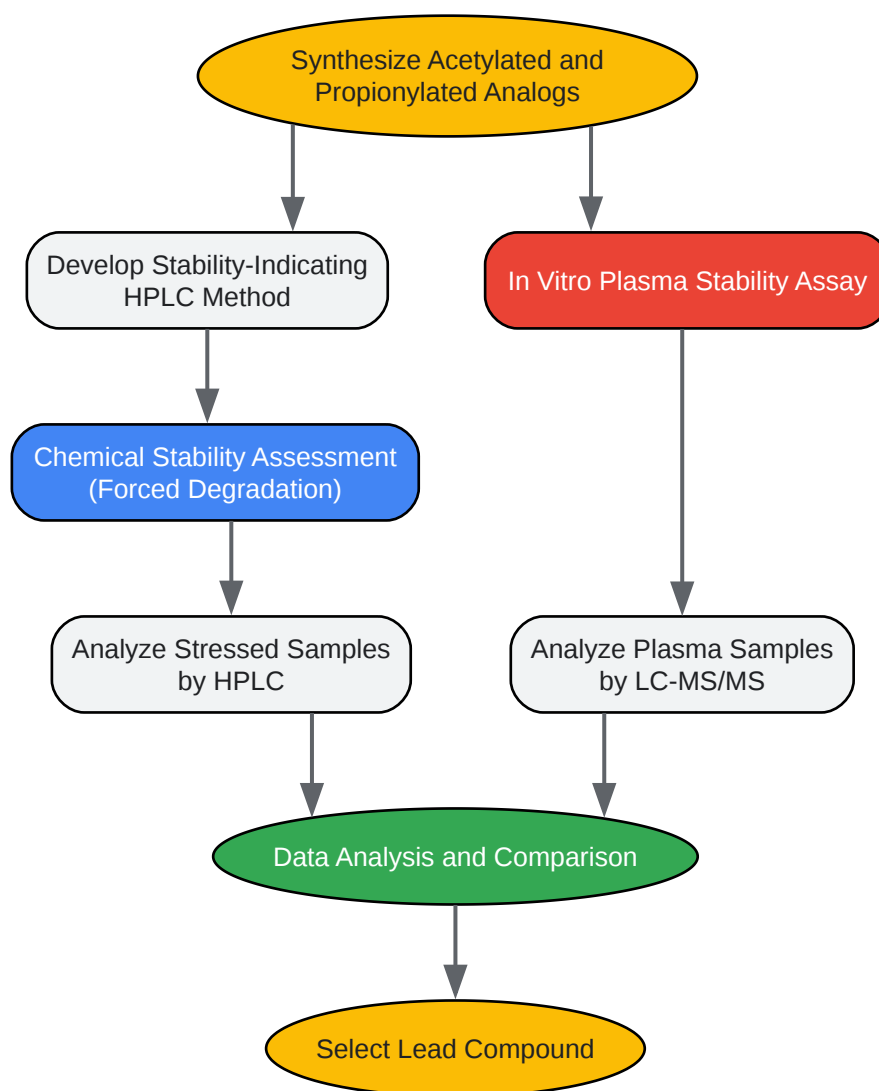 Synthesize Acetylated and
Propionylated Analogs
Develop Stability-Indicating
HPLC Method
In Vitro Plasma Stability Assay
Chemical Stability Assessment
(Forced Degradation)
Analyze Stressed Samples
by HPLC
Analyze Plasma Samples
by LC-MS/MS
Data Analysis and Comparison
Select Lead Compound